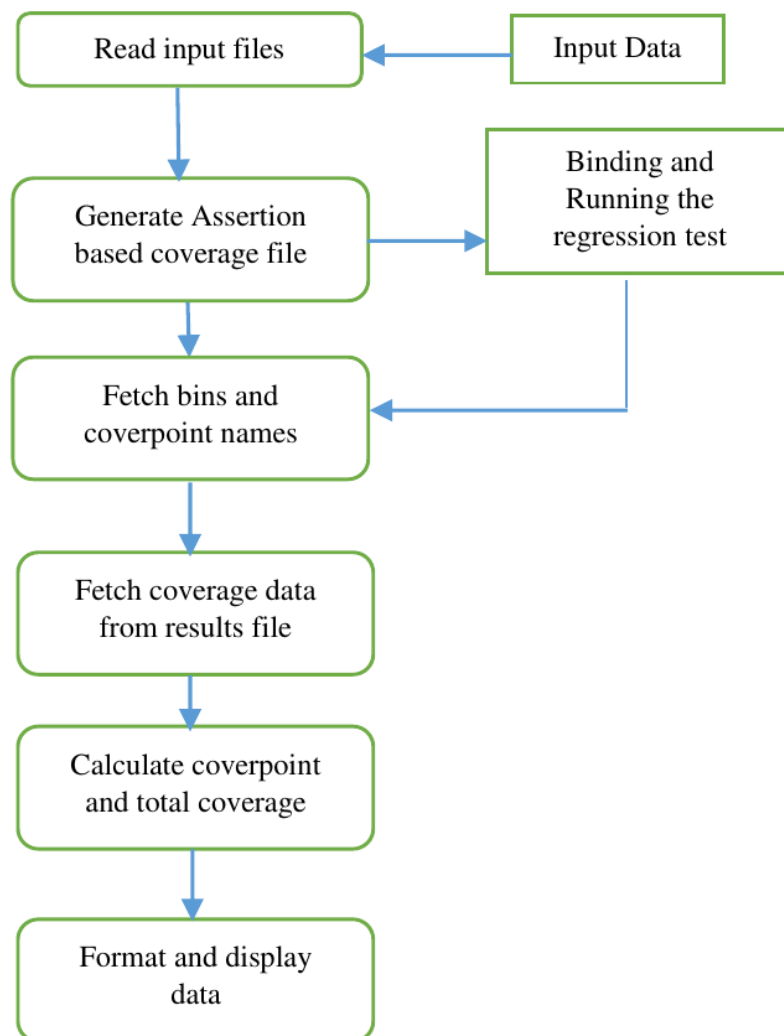 Read input files
Input Data
Binding and
Running the
regression test
Generate Assertion
based coverage file
Fetch bins and
coverpoint names
Fetch coverage data
from results file
Calculate coverpoint
and total coverage
Format and display
data